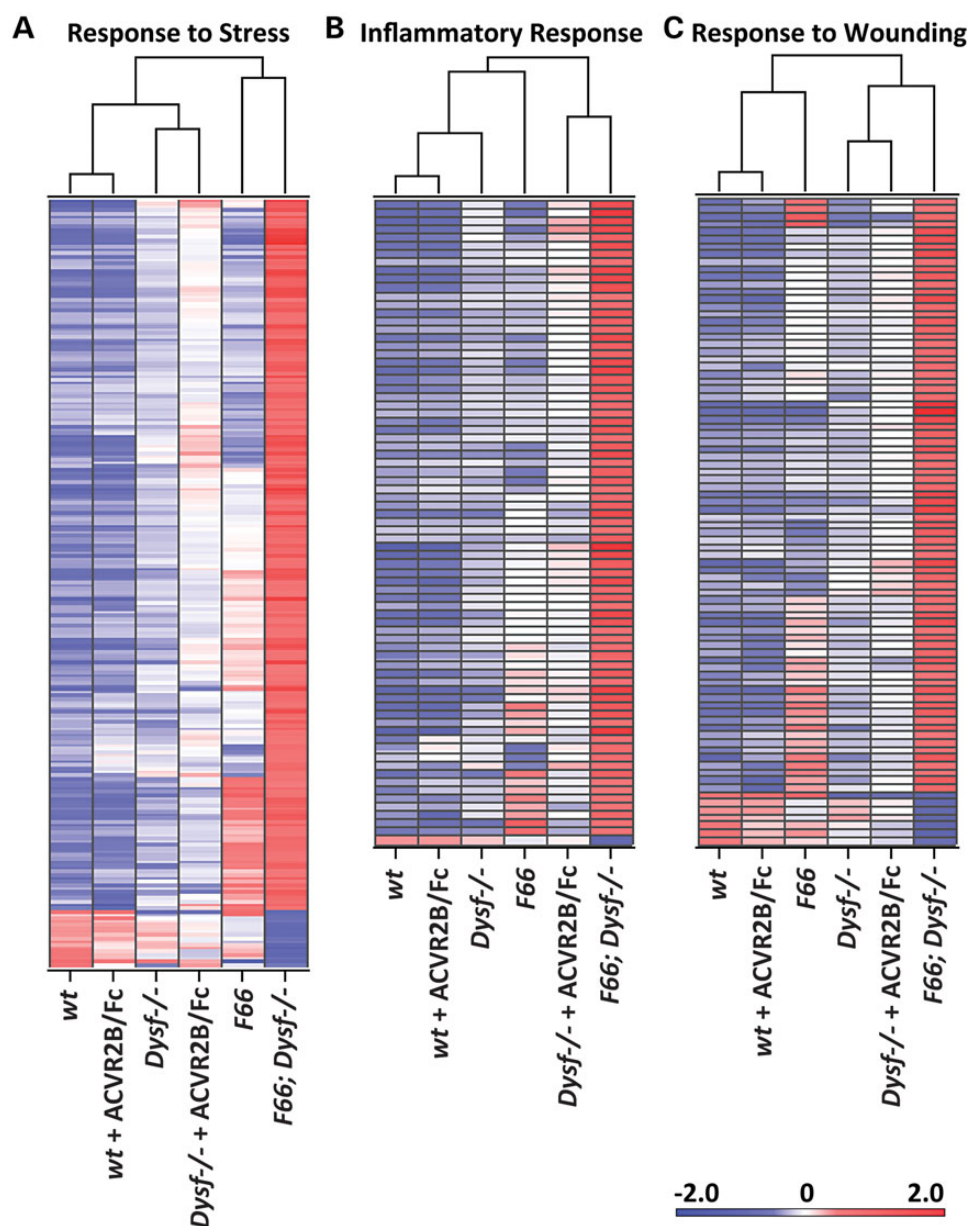 A Response to Stress
B Inflammatory Response
C Response to Wounding
wt
wt + ACVR2B/Fc
Dysf-/-
Dysf-/- + ACVR2B/Fc
F66
F66; Dysf-/-
wt
wt + ACVR2B/Fc
Dysf-/-
F66
Dysf-/- + ACVR2B/Fc
F66; Dysf-/-
wt
wt + ACVR2B/Fc
F66
Dysf-/-
Dysf-/- + ACVR2B/Fc
F66; Dysf-/-
-2.0 0 2.0